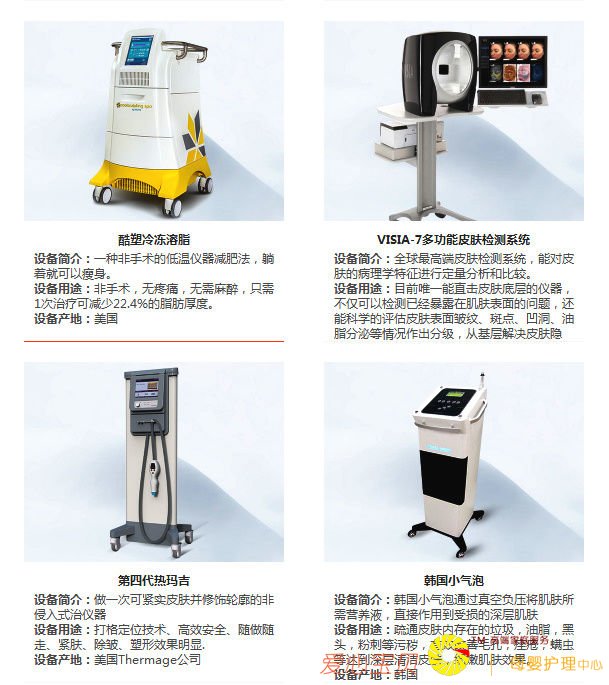 酷塑冷冻溶脂
设备简介：一种非手术的低温仪器减肥法，躺
着就可以瘦身。
设备用途：非手术，无疼痛，无需麻醉，只需
1次治疗可减少22.4%的脂肪厚度。
设备产地：美国
VISIA-7多功能皮肤检测系统
设备简介：全球最高端皮肤检测系统，能对皮
肤的病理学特征进行定量分析和比较。
设备用途：目前唯一能直击皮肤底层的仪器，
不仅可以检测已经暴露在肌肤表面的问题，还
能科学的评估皮肤表面皱纹、斑点、凹洞、油
脂分泌等情况作出分级，从基层解决皮肤隐
第四代热玛吉
设备简介：做一次可紧实皮肤并修饰轮廓的非
侵入式治仪器
设备用途：打格定位技术、高效安全、随做随
走、紧肤、除皱、塑形效果明显.
设备产地：美国Thermage公司
韩国小气泡
设备简介：韩国小气泡通过真空负压将肌肤所
需营养液，直接作用到受损的深层肌肤
设备用途：疏通皮肤内存在的垃圾，油脂，黑
头，粉刺等污秽，毛孔，螨虫
等达到深层清洁皮肤效果
设备产地：韩国
高端家庭服务
母婴护理中心